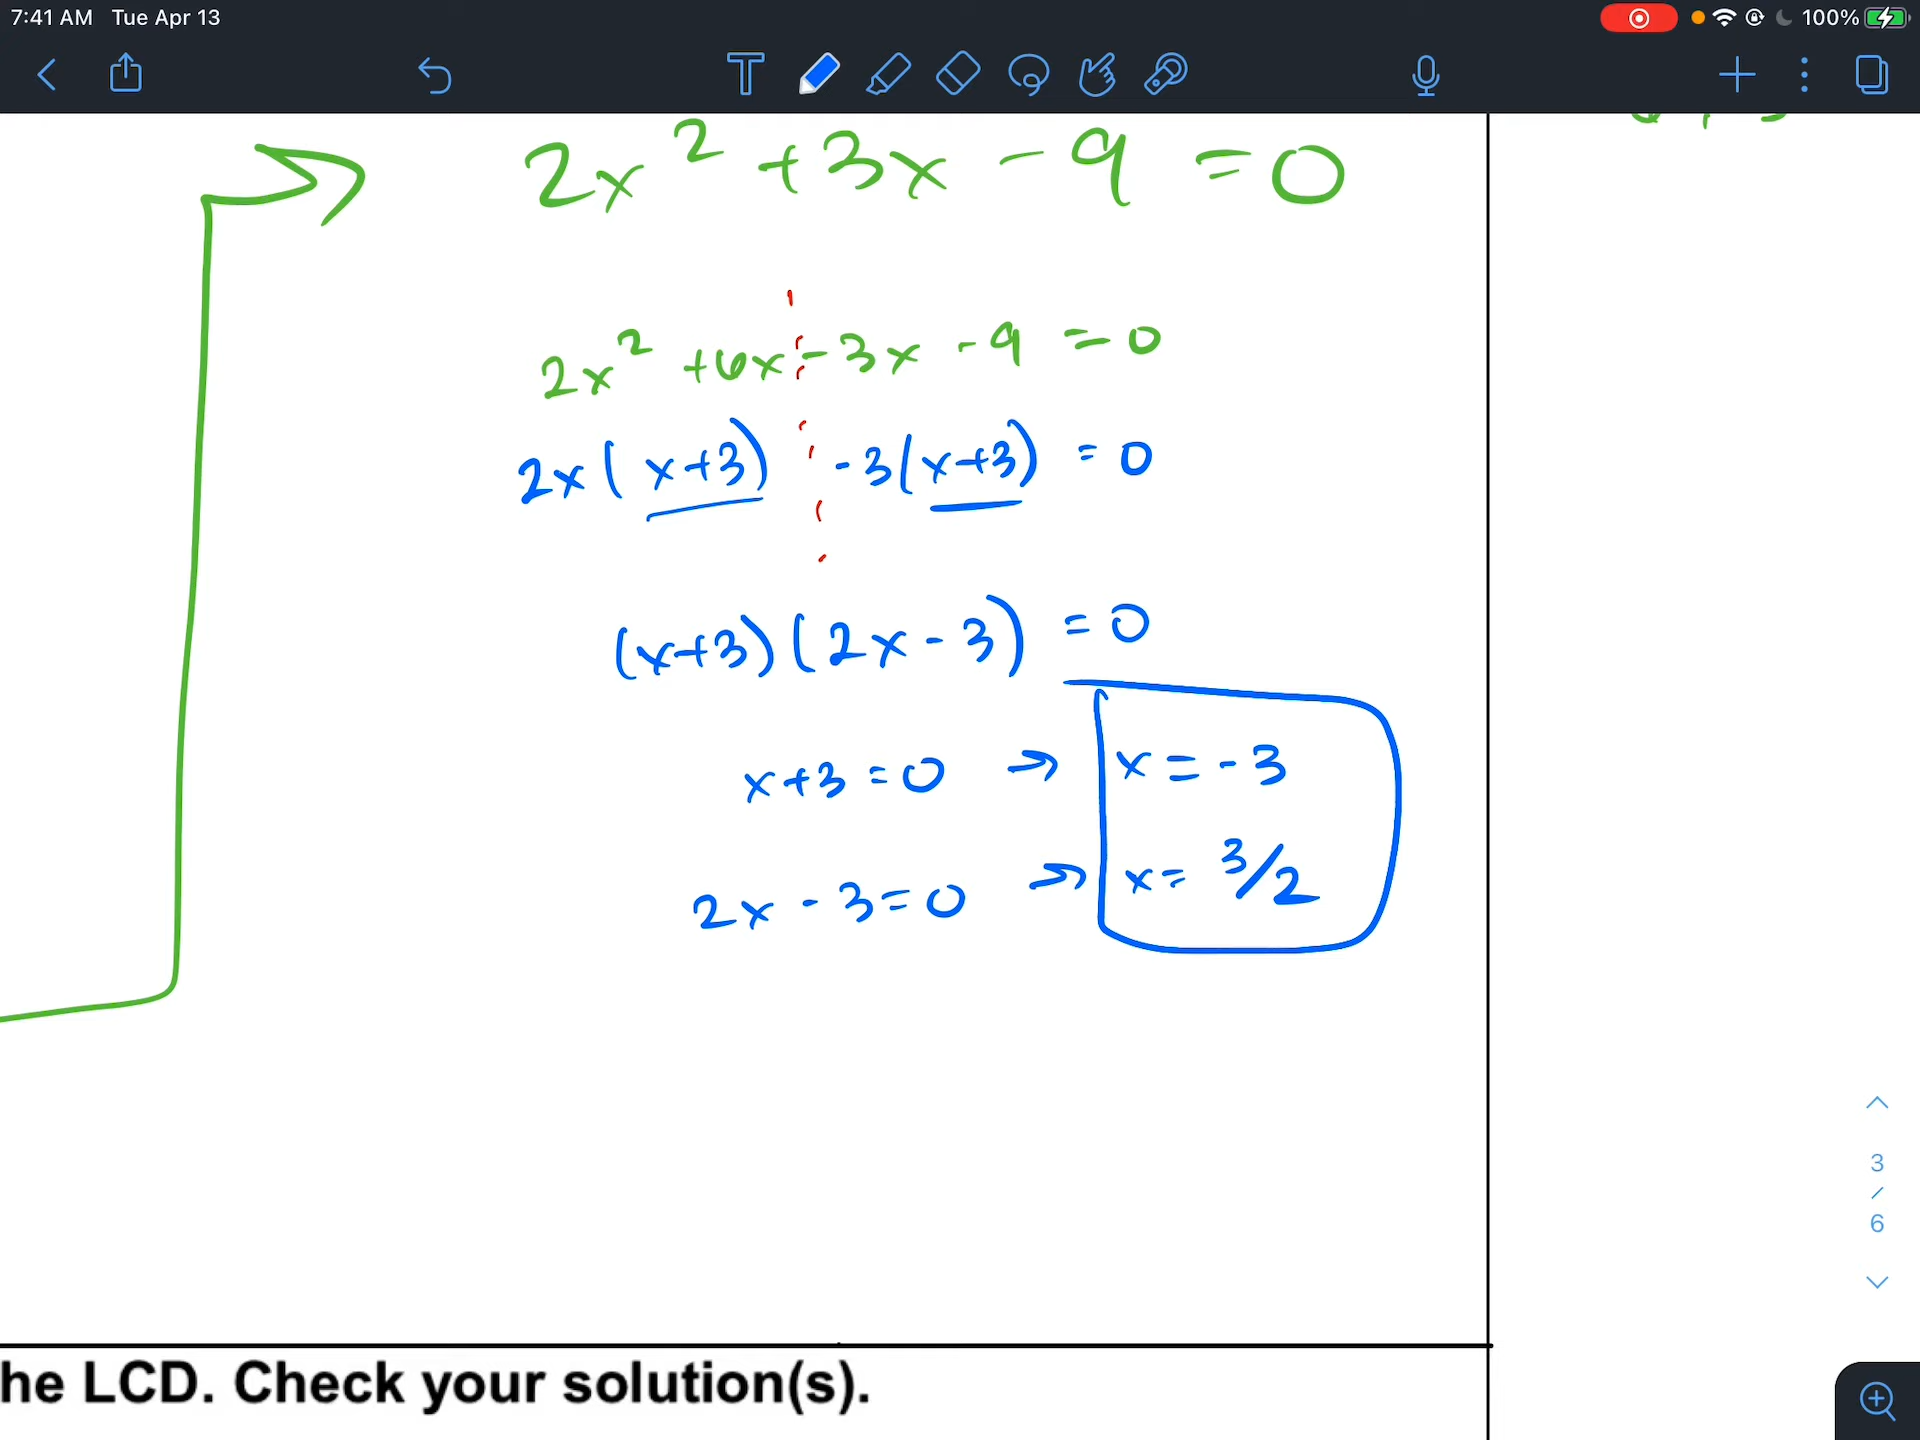 7:41 AM Tue Apr 13
100%
2x² + 3x - 9 = 0
2x² + 6x - 3x - 9 = 0
2x(x+3) - 3(x+3) = 0
(x+3)(2x - 3) = 0
x+3 = 0 → x = -3
2x - 3 = 0 → x = 3/2
3
/
6
he LCD. Check your solution(s).